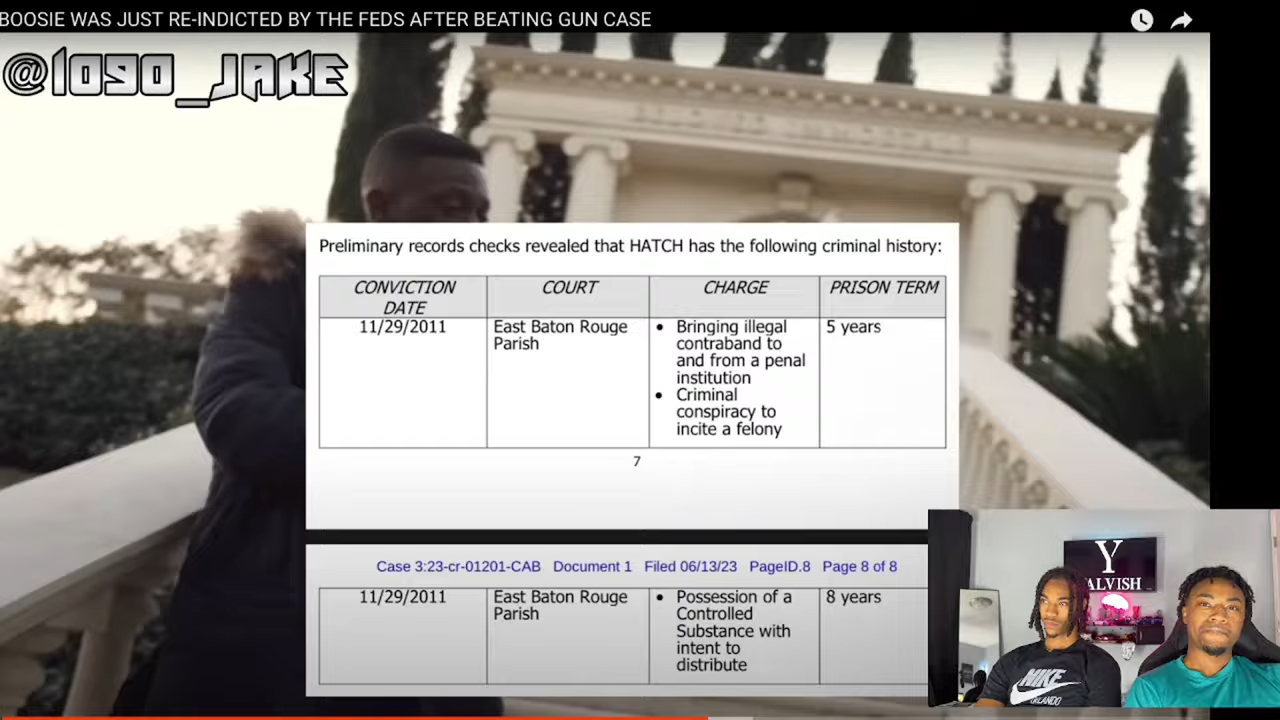 BOOSIE WAS JUST RE-INDICTED BY THE FEDS AFTER BEATING GUN CASE
@1090_JAKE
Preliminary records checks revealed that HATCH has the following criminal history:
CONVICTION DATE
COURT
CHARGE
PRISON TERM
11/29/2011
East Baton Rouge
Parish
• Bringing illegal
contraband to
and from a penal
institution
• Criminal
conspiracy to
incite a felony
5 years
7
Case 3:23-cr-01201-CAB Document 1 Filed 06/13/23 PageID.8 Page 8 of 8
11/29/2011
East Baton Rouge
Parish
• Possession of a
Controlled
Substance with
intent to
distribute
8 years
Y
ALVISH
NIKE
ORLANDO